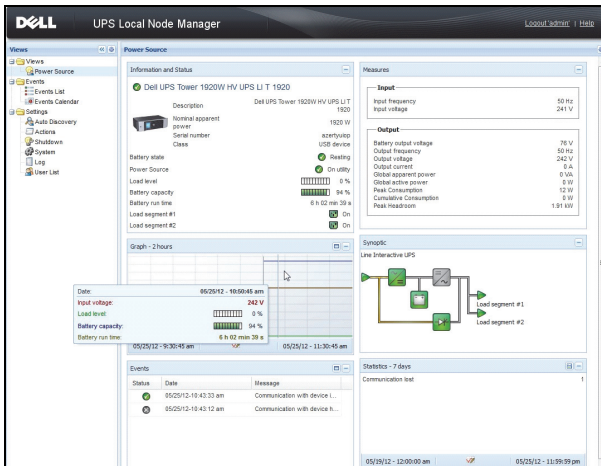 DELL UPS Local Node Manager Logout'admin' | Help
Views
Power Source
Views
Power Source
Events
Events List
Events Calendar
Settings
Auto Discovery
Actions
Shutdown
System
Log
User List
Information and Status
Dell UPS Tower 1920W HV UPS LI T 1920
Description Dell UPS Tower 1920W HV UPS LI T
1920
Nominal apparent
power 1920 W
Serial number azertyuiop
Class USB device
Battery state Resting
Power Source On utility
Load level 0 %
Battery capacity 94 %
Battery run time 6 h 02 min 39 s
Load segment #1 On
Load segment #2 On
Measures
Input
Input frequency 50 Hz
Input voltage 241 V
Output
Battery output voltage 76 V
Output frequency 50 Hz
Output voltage 242 V
Output current 0 A
Global apparent power 0 VA
Global active power 0 W
Peak Consumption 12 W
Cumulative Consumption 0 W
Peak Headroom 1.91 kW
Graph - 2 hours
Date: 05/25/12 - 10:50:45 am
Input voltage: 242 V
Load level: 0 %
Battery capacity: 94 %
Battery run time: 6 h 02 min 39 s
05/25/12 - 9:30:45 am 05/25/12 - 11:30:45 am
Synoptic
Line Interactive UPS
Load segment #1
Load segment #2
Events
Status Date Message
05/25/12-10:43:33 am Communication with device i...
05/25/12-10:43:12 am Communication with device h...
Statistics - 7 days
Communication lost 1
05/19/12 - 12:00:00 am 05/25/12 - 11:59:59 pm